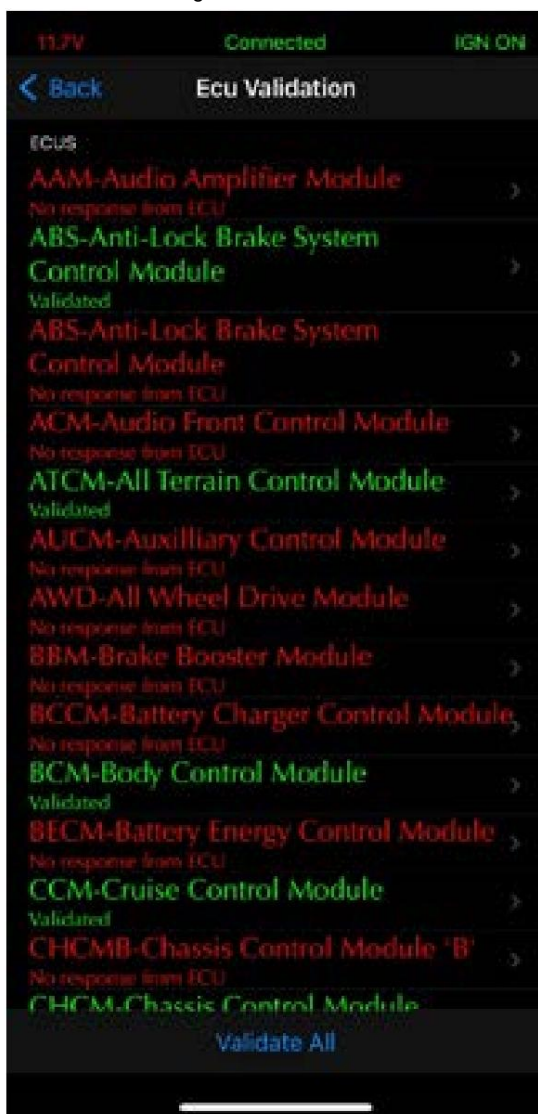 11.7V Connected IGN ON
Back Ecu Validation
ECUS
AAM-Audio Amplifier Module
No response from ECU
ABS-Anti-Lock Brake System
Control Module
Validated
ABS-Anti-Lock Brake System
Control Module
No response from ECU
ACM-Audio Front Control Module
No response from ECU
ATCM-All Terrain Control Module
Validated
AUCM-Auxilliary Control Module
No response from ECU
AWD-All Wheel Drive Module
No response from ECU
BBM-Brake Booster Module
No response from ECU
BCCM-Battery Charger Control Module
No response from ECU
BCM-Body Control Module
Validated
BECM-Battery Energy Control Module
No response from ECU
CCM-Cruise Control Module
Validated
CHCMB-Chassis Control Module 'B'
No response from ECU
CHCM-Chassis Control Module
Validate All